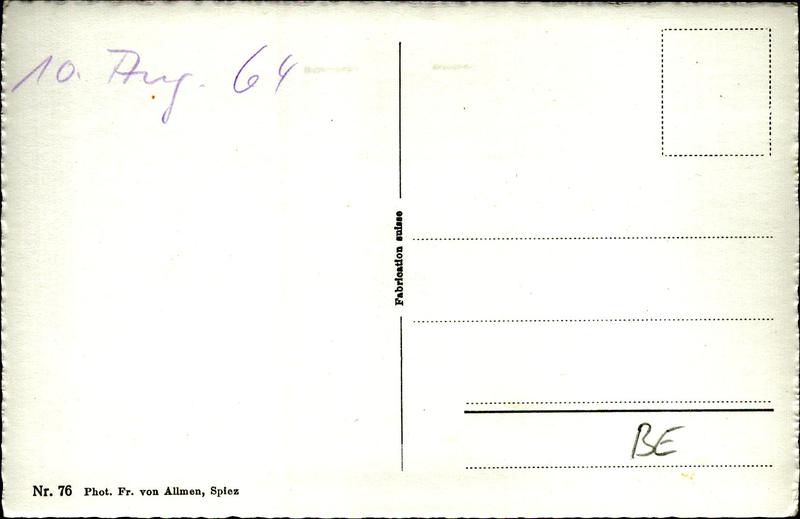 10. Aug. 64
Fabrication suisse
BE
Nr. 76 Phot. Fr. von Allmen, Spiez